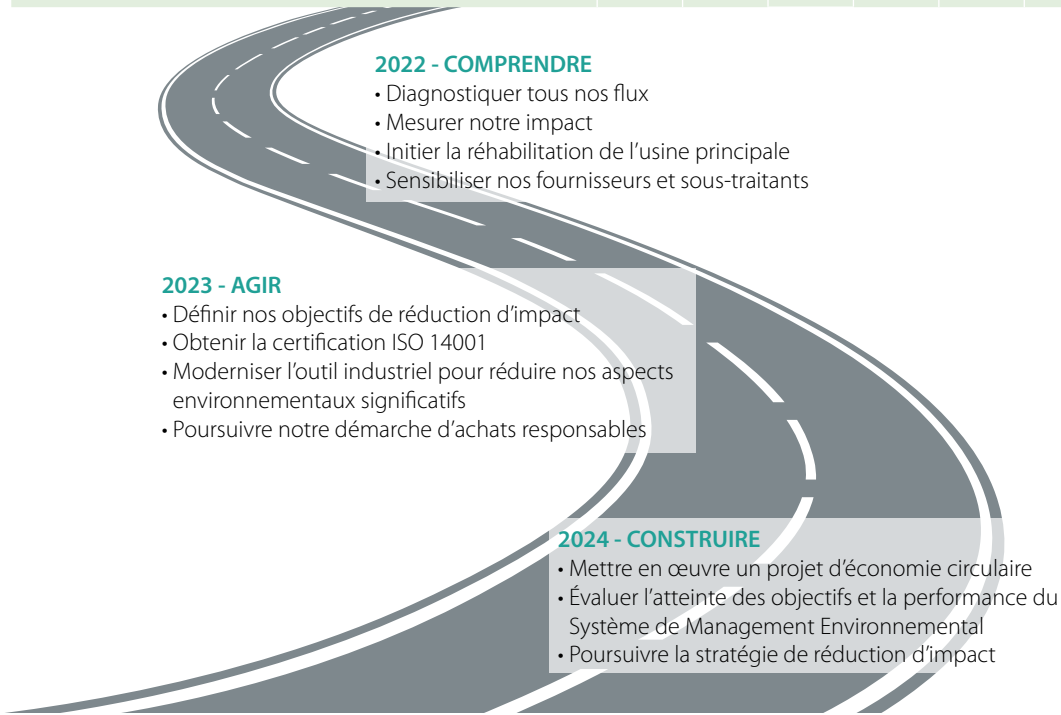 2022 - COMPRENDRE
• Diagnostiquer tous nos flux
• Mesurer notre impact
• Initier la réhabilitation de l’usine principale
• Sensibiliser nos fournisseurs et sous-traitants
2023 - AGIR
• Définir nos objectifs de réduction d’impact
• Obtenir la certification ISO 14001
• Moderniser l’outil industriel pour réduire nos aspects
environnementaux significatifs
• Poursuivre notre démarche d’achats responsables
2024 - CONSTRUIRE
• Mettre en œuvre un projet d’économie circulaire
• Évaluer l’atteinte des objectifs et la performance du
Système de Management Environnemental
• Poursuivre la stratégie de réduction d’impact